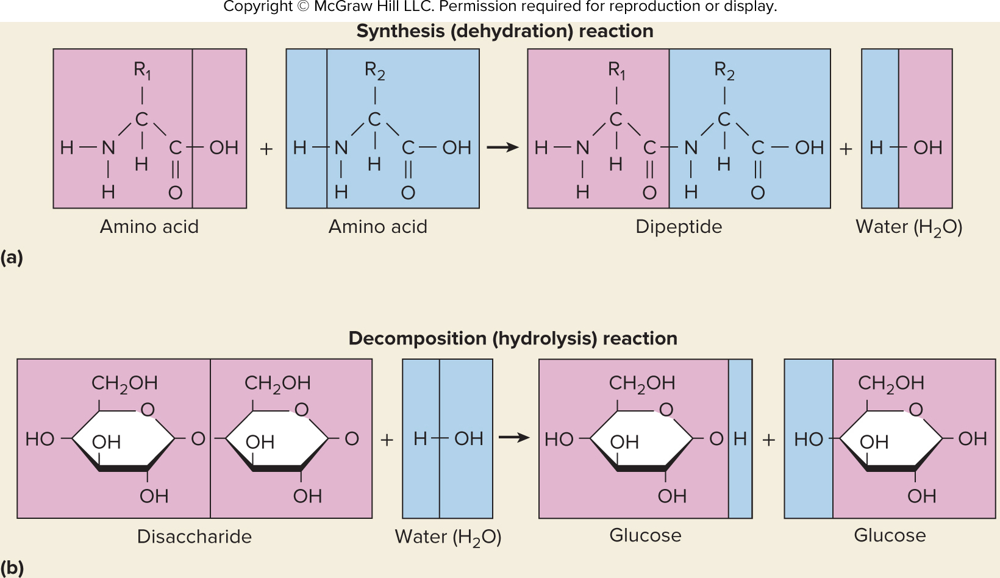 Copyright © McGraw Hill LLC. Permission required for reproduction or display.
Synthesis (dehydration) reaction
R₁ R₂ R₁ R₂
C C C C
H N C OH + H N C OH H N C N C OH + H OH
H H H H
H O H O H O H O
Amino acid Amino acid Dipeptide Water (H₂O)
(a)
Decomposition (hydrolysis) reaction
CH₂OH CH₂OH CH₂OH CH₂OH
O O O O
HO OH O OH O + H OH HO OH O H + HO OH OH
OH OH OH OH
Disaccharide Water (H₂O) Glucose Glucose
(b)